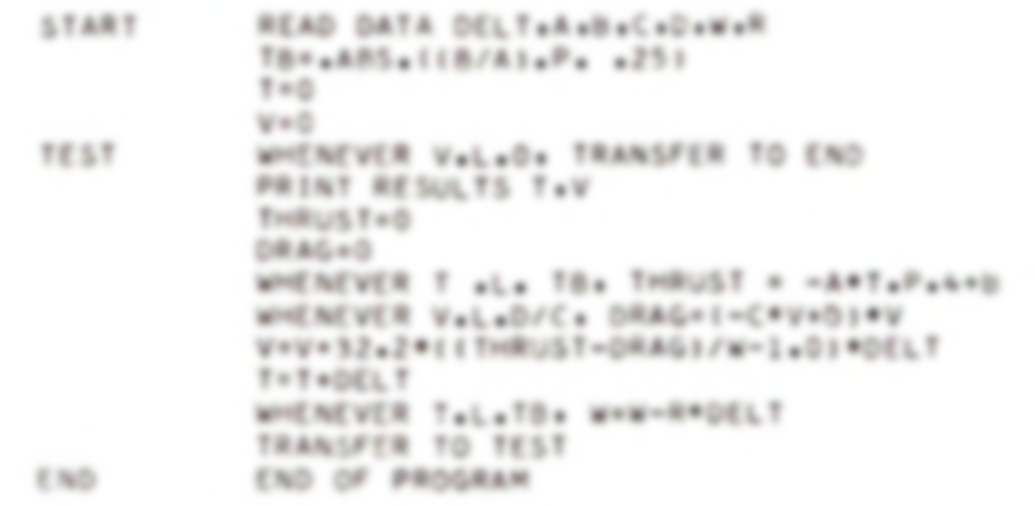 START READ DATA DELT,A,B,C,D,W,R
TB=.ABS.((B/A).P. .25)
T=0
V=0
TEST WHENEVER V.L.0, TRANSFER TO END
PRINT RESULTS T,V
THRUST=0
DRAG=0
WHENEVER T .L. TB, THRUST = -A*T.P.4+B
WHENEVER V.L.D/C, DRAG=(-C*V+D)*V
V=V+32.2*((THRUST-DRAG)/W-1.0)*DELT
T=T+DELT
WHENEVER T.L.TB, W=W-R*DELT
TRANSFER TO TEST
END END OF PROGRAM